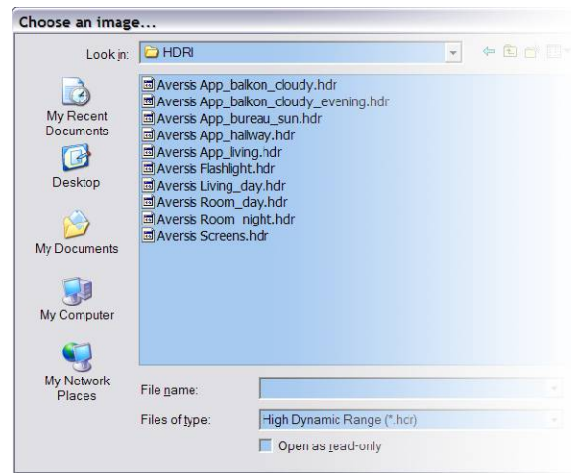 Choose an image...
Look in:
HDRI
My Recent
Documents
Desktop
My Documents
My Computer
My Network
Places
Aversis App_balkon_cloudy.hdr
Aversis App_balkon_cloudy_evening.hdr
Aversis App_bureau_sun.hdr
Aversis App_hallway.hdr
Aversis App_living.hdr
Aversis Flashlight.hdr
Aversis Living_day.hdr
Aversis Room_day.hdr
Aversis Room_night.hdr
Aversis Screens.hdr
File name:
Files of type:
High Dynamic Range (*.hdr)
Open as read-only